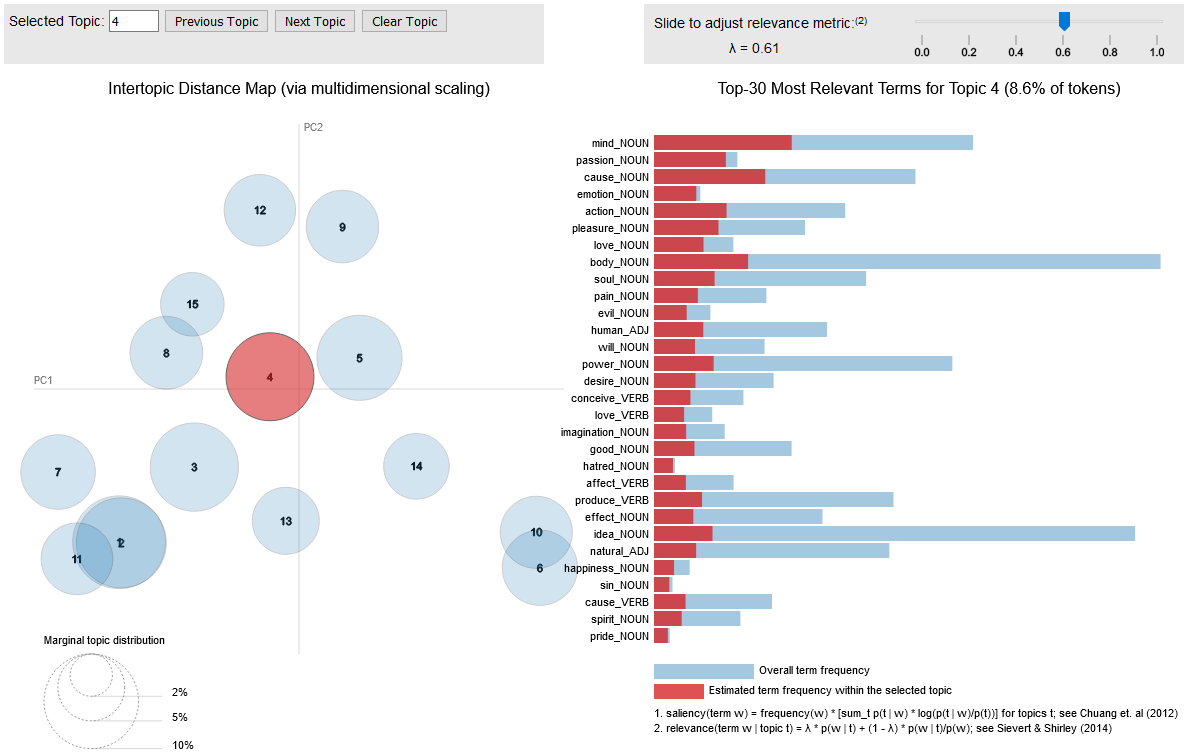 Selected Topic: 4 Previous Topic Next Topic Clear Topic
Slide to adjust relevance metric:(2)
λ = 0.61
0.0 0.2 0.4 0.6 0.8 1.0
Intertopic Distance Map (via multidimensional scaling)
PC2
PC1
12
9
15
8
5
4
7
3
14
13
10
6
1
2
11
Marginal topic distribution
2%
5%
10%
Top-30 Most Relevant Terms for Topic 4 (8.6% of tokens)
mind_NOUN
passion_NOUN
cause_NOUN
emotion_NOUN
action_NOUN
pleasure_NOUN
love_NOUN
body_NOUN
soul_NOUN
pain_NOUN
evil_NOUN
human_ADJ
will_NOUN
power_NOUN
desire_NOUN
conceive_VERB
love_VERB
imagination_NOUN
good_NOUN
hatred_NOUN
affect_VERB
produce_VERB
effect_NOUN
idea_NOUN
natural_ADJ
happiness_NOUN
sin_NOUN
cause_VERB
spirit_NOUN
pride_NOUN
Overall term frequency
Estimated term frequency within the selected topic
1. saliency(term w) = frequency(w) * [sum_t p(t | w) * log(p(t | w)/p(t))] for topics t; see Chuang et. al (2012)
2. relevance(term w | topic t) = λ * p(w | t) + (1 - λ) * p(w | t)/p(w); see Sievert & Shirley (2014)